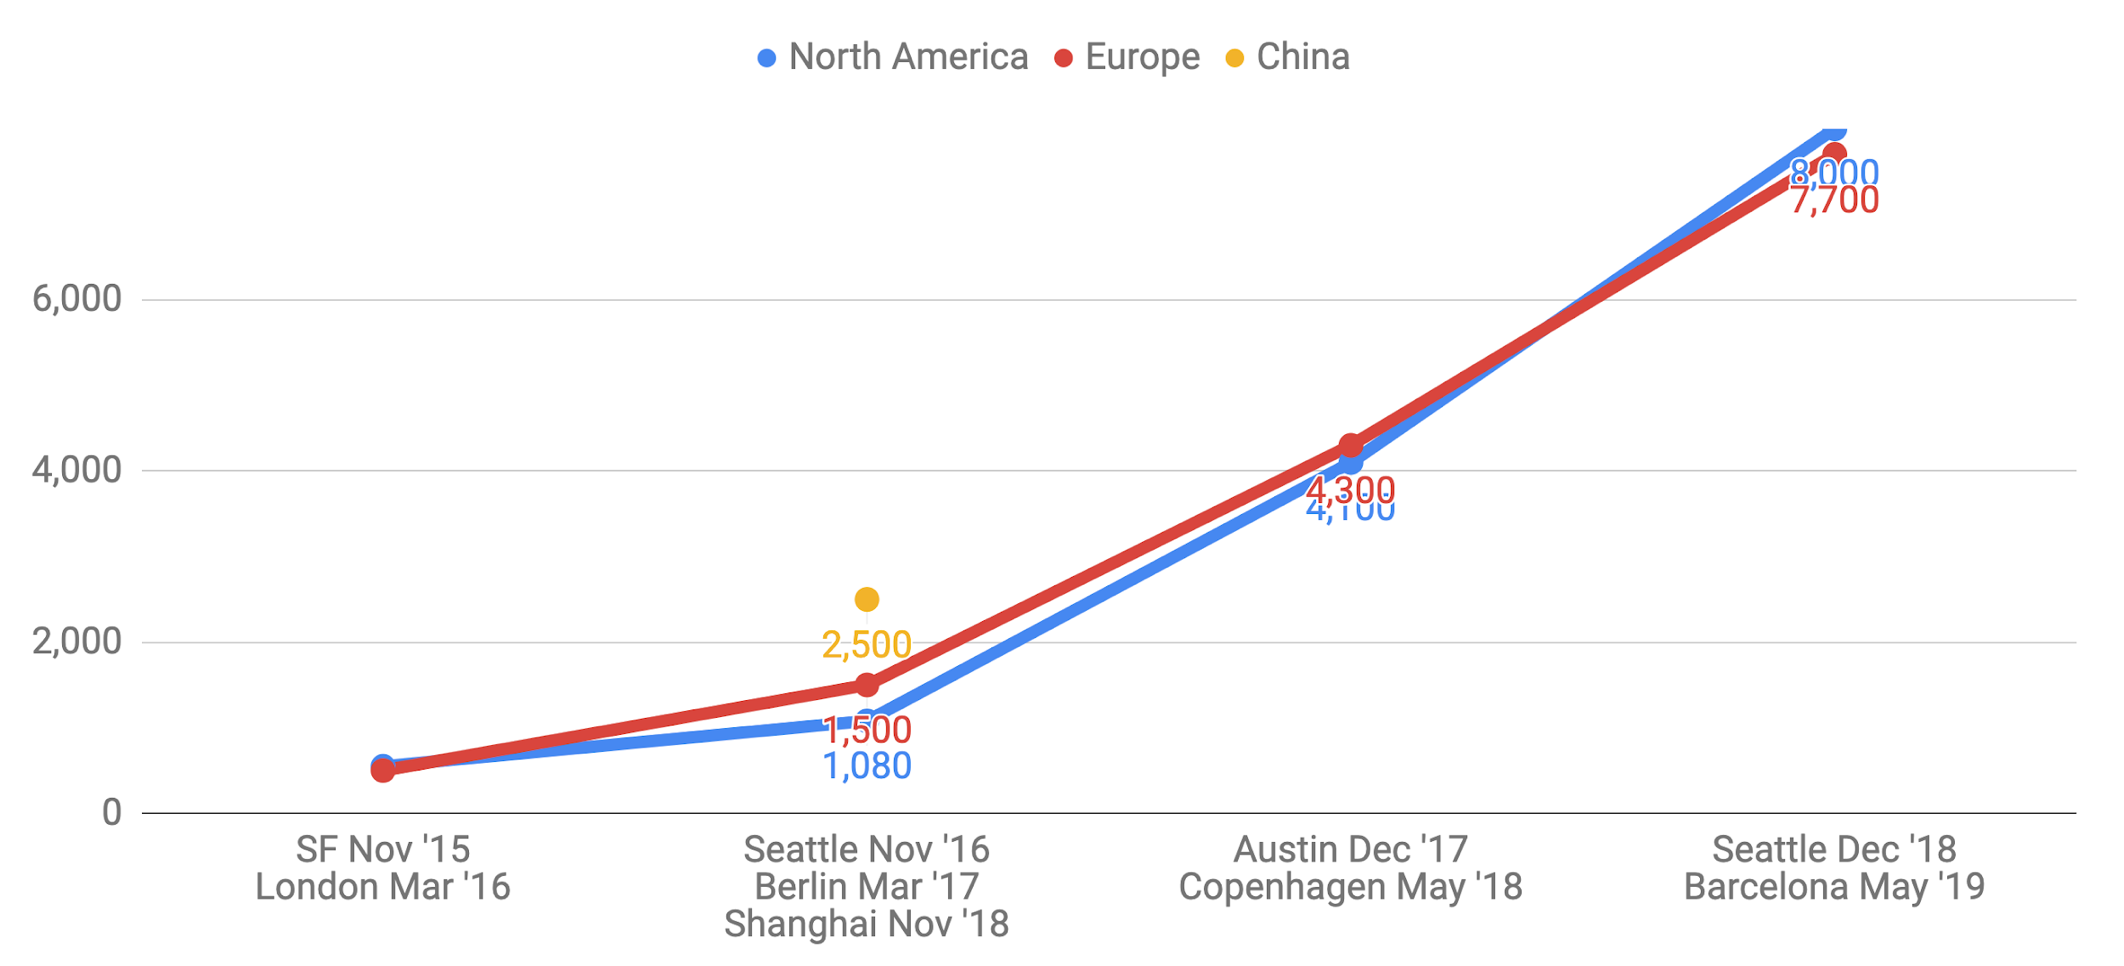 North America Europe China
8,000
7,700
6,000
4,000
4,300
4,100
2,000
2,500
1,500
1,080
0
SF Nov '15
London Mar '16
Seattle Nov '16
Berlin Mar '17
Shanghai Nov '18
Austin Dec '17
Copenhagen May '18
Seattle Dec '18
Barcelona May '19